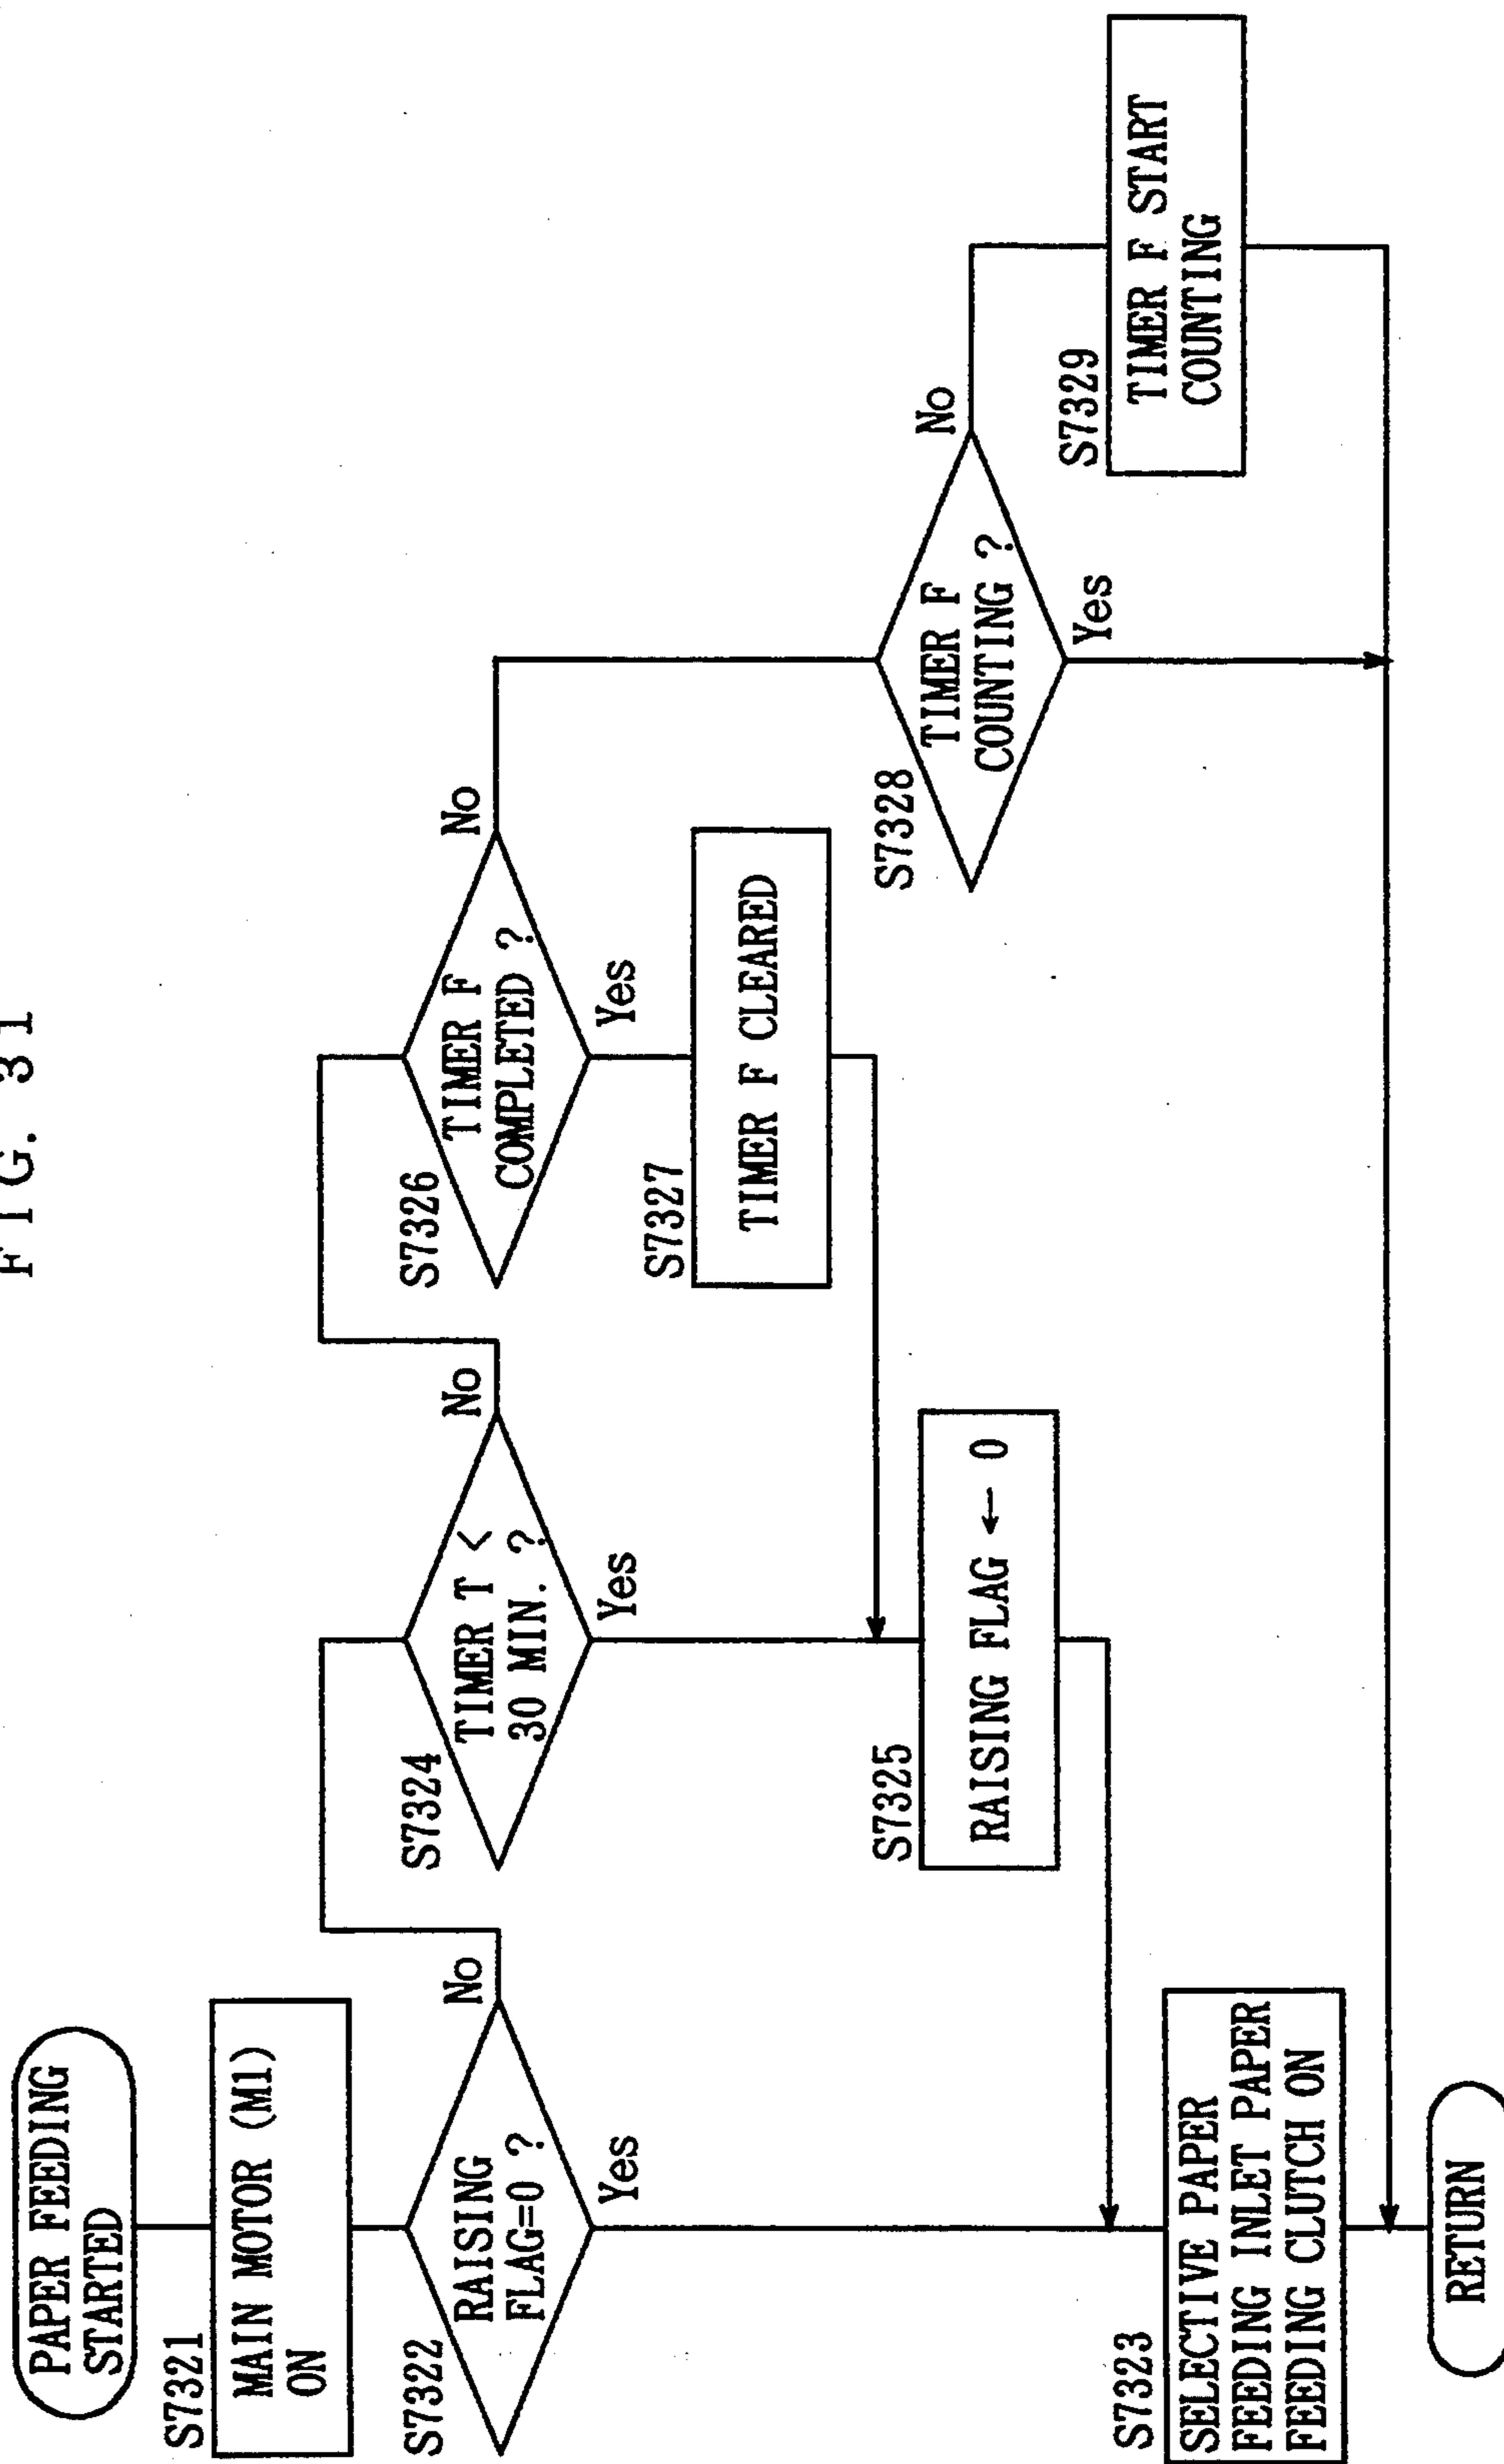 FIG. 31
PAPER FEEDING
STARTED
S7321
MAIN MOTOR (M1)
ON
S7322
RAISING
FLAG=0 ?
No
Yes
S7324
TIMER T <
30 MIN. ?
No
Yes
S7326
TIMER F
COMPLETED ?
No
Yes
S7327
TIMER F CLEARED
S7325
RAISING FLAG ← 0
S7328
TIMER F
COUNTING ?
No
Yes
S7329
TIMER F START
COUNTING
S7323
SELECTIVE PAPER
FEEDING INLET PAPER
FEEDING CLUTCH ON
RETURN